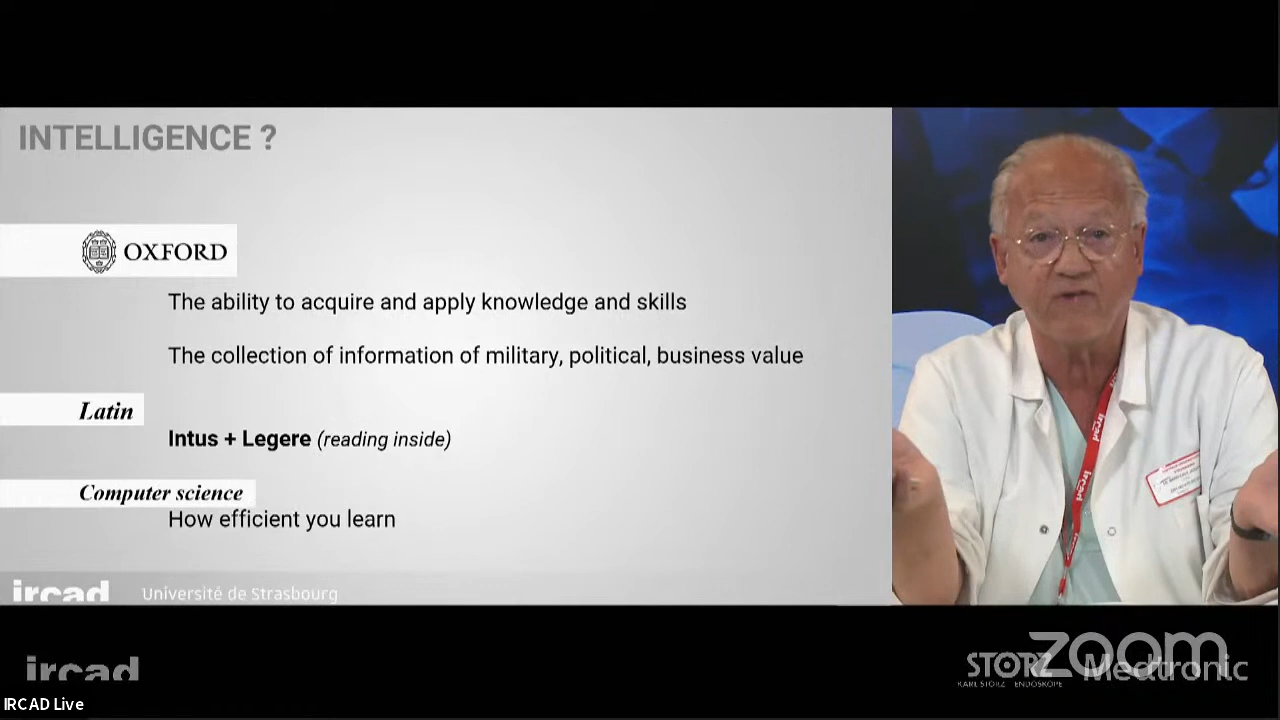 INTELLIGENCE ?
OXFORD
The ability to acquire and apply knowledge and skills
The collection of information of military, political, business value
Latin
Intus + Legere (reading inside)
Computer science
How efficient you learn
ircad
Université de Strasbourg
ircad
ircad
ircad
STORZ
KARL STORZ ENDOSKOPE
zoom
Medtronic
IRCAD Live